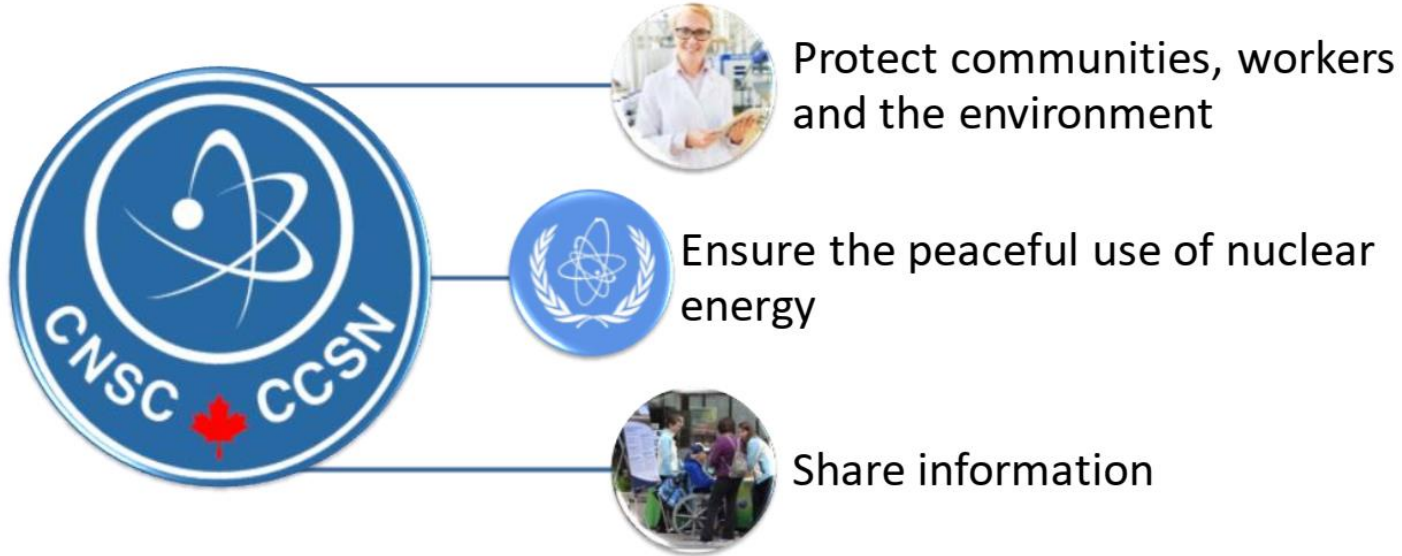 Protect communities, workers
and the environment
Ensure the peaceful use of nuclear
energy
CNSC CCSN
Share information